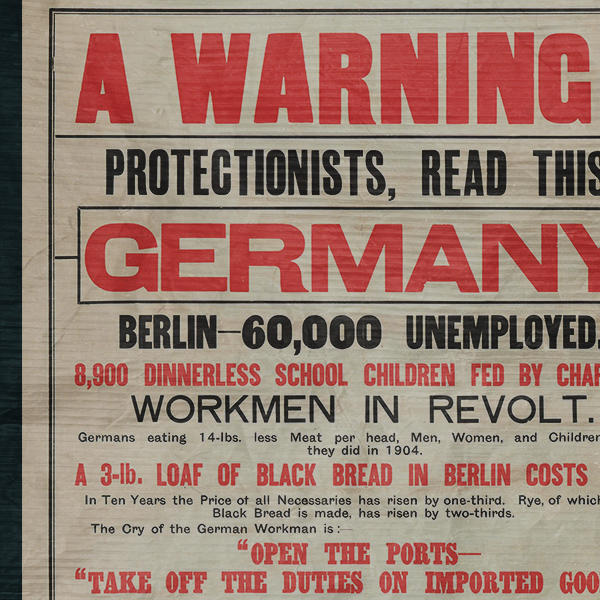 A WARNING
PROTECTIONISTS, READ THIS
GERMANY
BERLIN—60,000 UNEMPLOYED.
8,900 DINNERLESS SCHOOL CHILDREN FED BY CHAR
WORKMEN IN REVOLT.
Germans eating 14-lbs. less Meat per head, Men, Women, and Children
they did in 1904.
A 3-lb. LOAF OF BLACK BREAD IN BERLIN COSTS
In Ten Years the Price of all Necessaries has risen by one-third. Rye, of which
Black Bread is made, has risen by two-thirds.
The Cry of the German Workman is:—
“OPEN THE PORTS—
“TAKE OFF THE DUTIES ON IMPORTED GOO